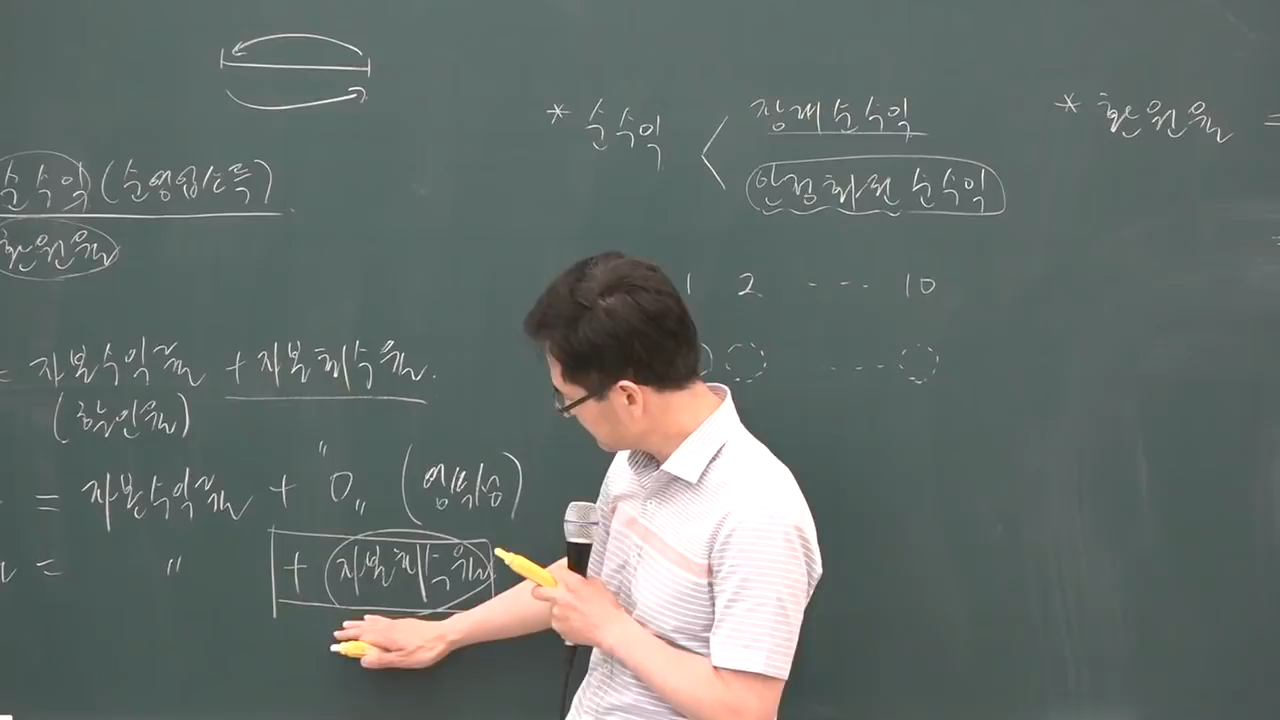 순수익 (순영업소득)
환원율
= 자본수익률 + 자본회수율.
(할인율)
= 자본수익률 + "0" (영속성)
= " + 자본회수율
* 순수익 < 장래 순수익
안정화된 순수익
1 2 ---- 10
* 환원율 =